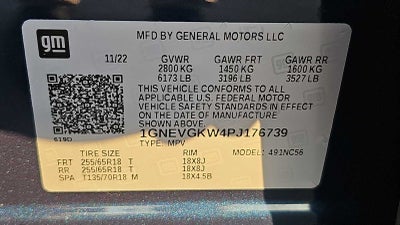 gm
MFD BY GENERAL MOTORS LLC
11/22 GVWR GAWR FRT GAWR RR
2800 KG 1450 KG 1600 KG
6173 LB 3196 LB 3527 LB
THIS VEHICLE CONFORMS TO ALL
APPLICABLE U.S. FEDERAL MOTOR
VEHICLE SAFETY STANDARDS IN EFFECT ON
THE DATE OF MANUFACTURE SHOWN ABOVE.
1GNEVGKW4PJ176739
TYPE: MPV MODEL: 491NC56
TIRE SIZE RIM
FRT 255/65R18 T 18X8J
RR 255/65R18 T 18X8J
SPA T135/70R18 M 18X4.5B